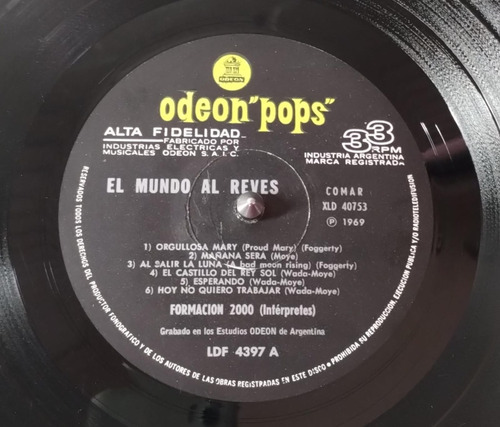 ODEON
odeon "pops"
ALTA FIDELIDAD
FABRICADO POR
INDUSTRIAS ELECTRICAS Y
MUSICALES ODEON S.A.I.C.
33 RPM
INDUSTRIA ARGENTINA
MARCA REGISTRADA
EL MUNDO AL REVES
COMAR
XLD 40753
Ⓟ 1969
1) ORGULLOSA MARY (Proud Mary) (Foggerty)
2) MAÑANA SERA (Moye)
3) AL SALIR LA LUNA (A bad moon rising) (Foggerty)
4) EL CASTILLO DEL REY SOL (Wada-Moye)
5) ESPERANDO (Wada-Moye)
6) HOY NO QUIERO TRABAJAR (Wada-Moye)
FORMACION 2000 (Intérpretes)
Grabado en los Estudios ODEON de Argentina
LDF 4397 A
RESERVADOS TODOS LOS DERECHOS DEL PRODUCTOR FONOGRAFICO Y DE LOS AUTORES DE LAS OBRAS REGISTRADAS EN ESTE DISCO • PROHIBIDA SU REPRODUCCION, EJECUCION PUBLICA Y/O RADIOTELEDIFUSION